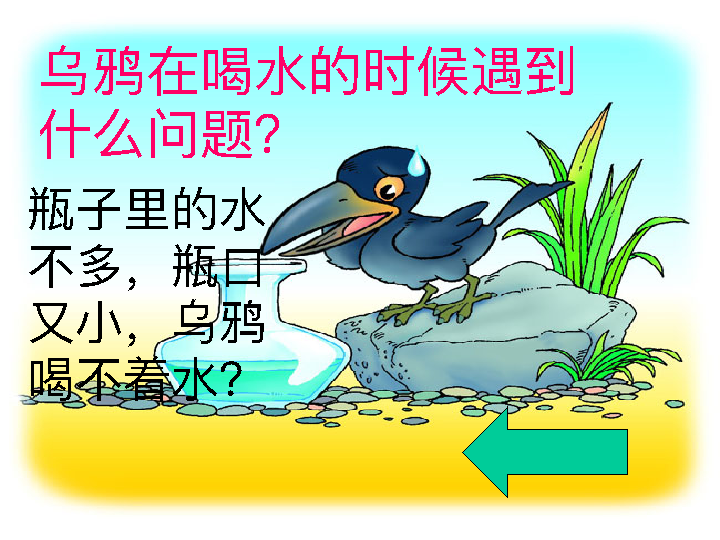 乌鸦在喝水的时候遇到
什么问题？
瓶子里的水
不多，瓶口
又小，乌鸦
喝不着水？